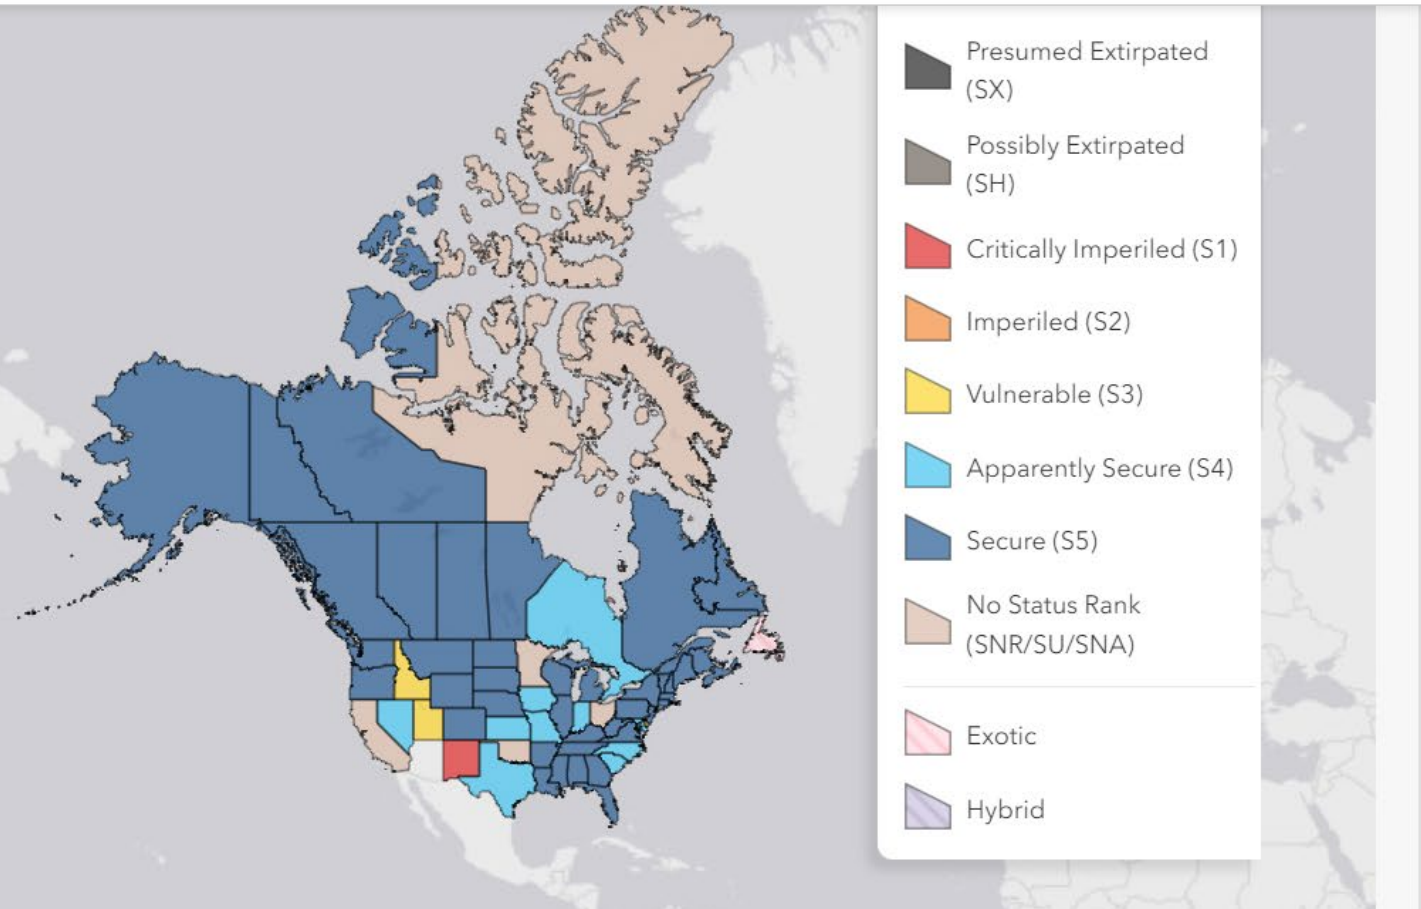 Presumed Extirpated
(SX)
Possibly Extirpated
(SH)
Critically Imperiled (S1)
Imperiled (S2)
Vulnerable (S3)
Apparently Secure (S4)
Secure (S5)
No Status Rank
(SNR/SU/SNA)
Exotic
Hybrid